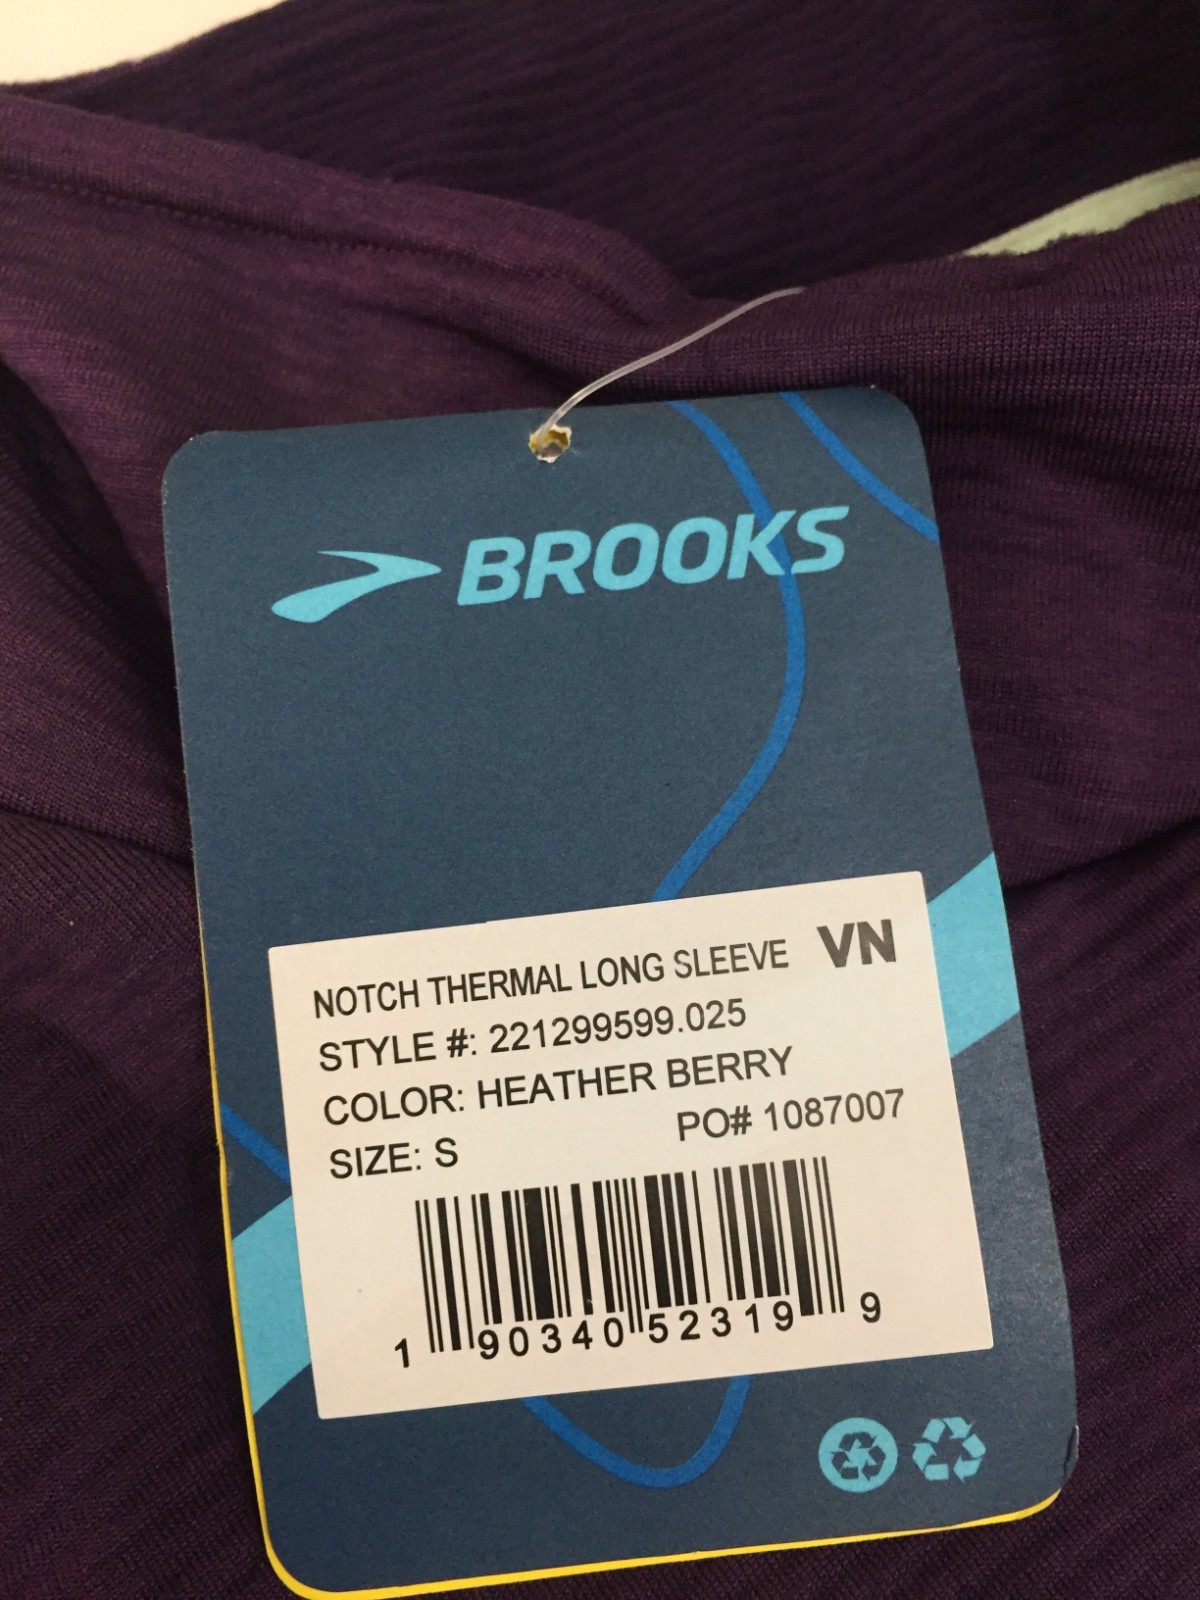 BROOKS
NOTCH THERMAL LONG SLEEVE VN
STYLE #: 221299599.025
COLOR: HEATHER BERRY
SIZE: S PO# 1087007
1 90340 52319 9